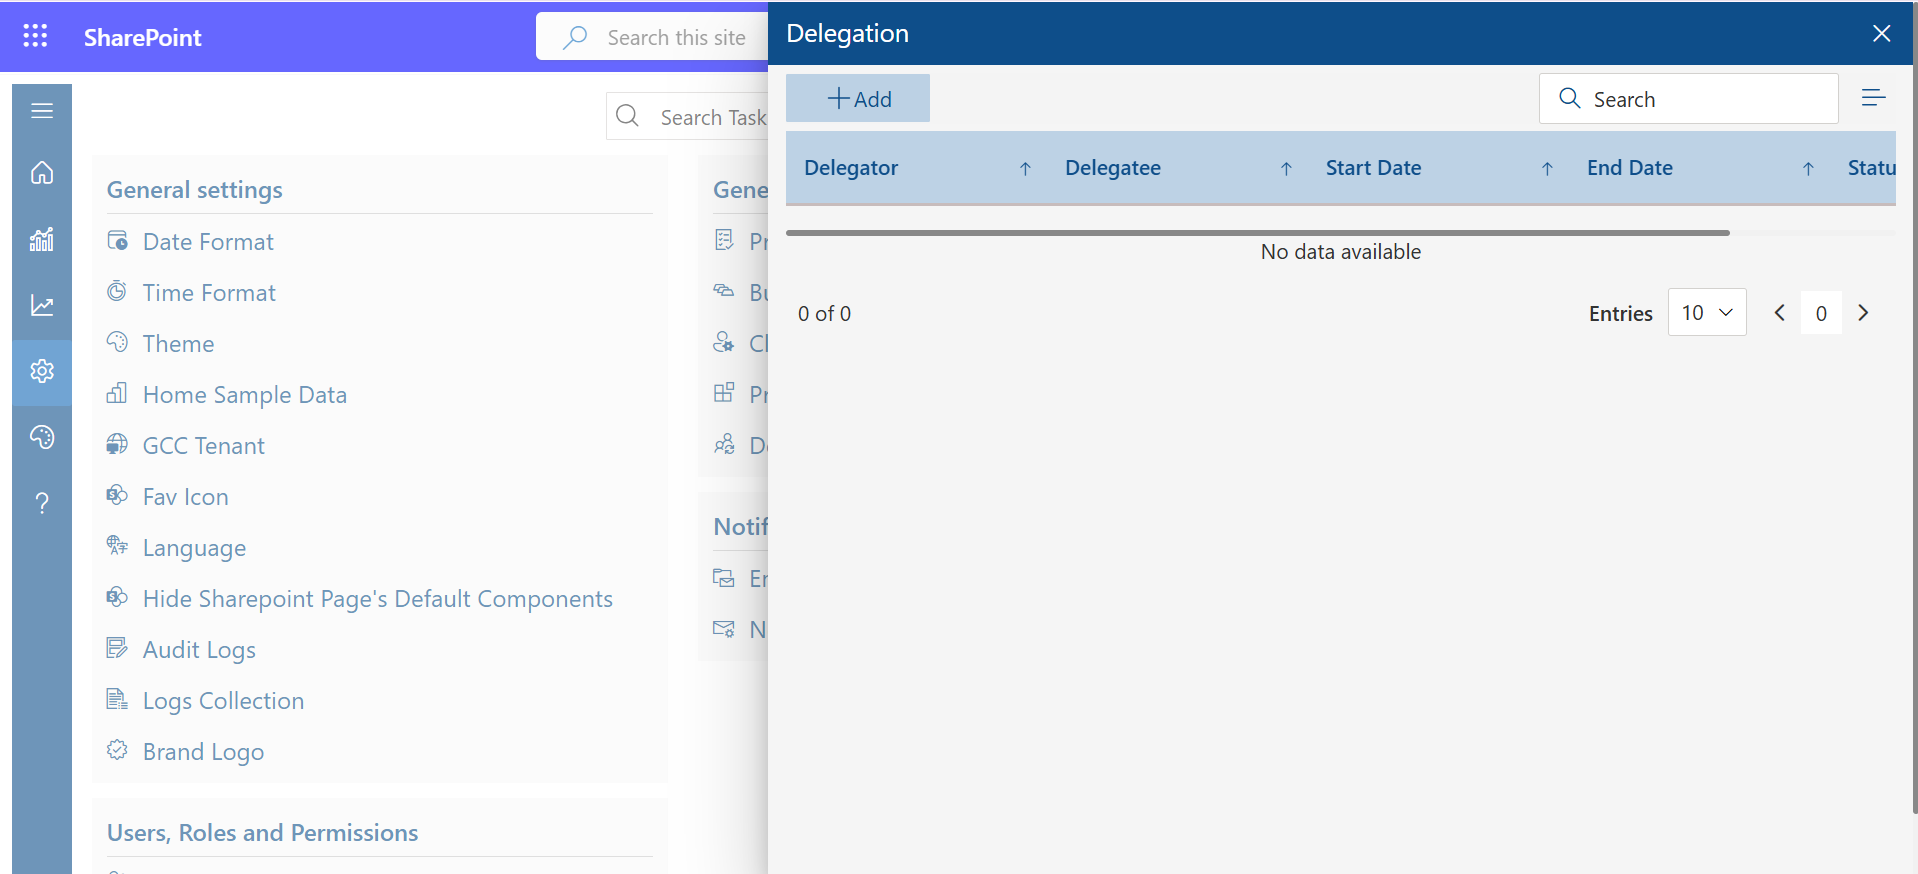 SharePoint
Search this site
Delegation
Add
Search
Search Task
Delegator
Delegatee
Start Date
End Date
Statu
No data available
0 of 0
Entries
10
0
General settings
Date Format
Time Format
Theme
Home Sample Data
GCC Tenant
Fav Icon
Language
Hide Sharepoint Page's Default Components
Audit Logs
Logs Collection
Brand Logo
Users, Roles and Permissions
Gene
Pr
Bu
Cl
Pr
De
Notif
En
N